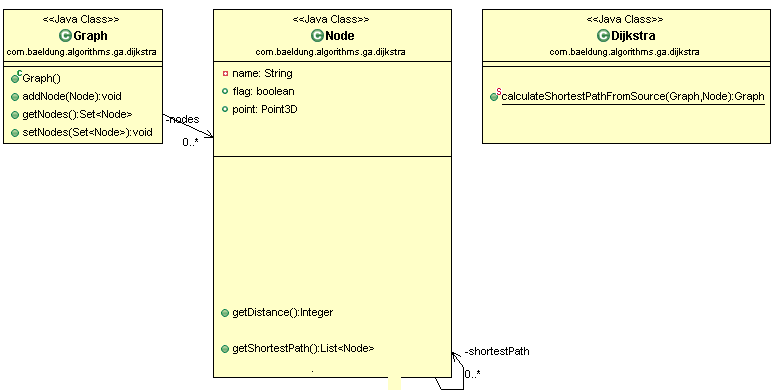 <<Java Class>>
Graph
com.baeldung.algorithms.ga.dijkstra
Graph()
addNode(Node):void
getNodes():Set<Node>
setNodes(Set<Node>):void
-nodes
0..*
<<Java Class>>
Node
com.baeldung.algorithms.ga.dijkstra
name: String
flag: boolean
point: Point3D
getDistance():Integer
getShortestPath():List<Node>
-shortestPath
0..*
<<Java Class>>
Dijkstra
com.baeldung.algorithms.ga.dijkstra
calculateShortestPathFromSource(Graph,Node):Graph